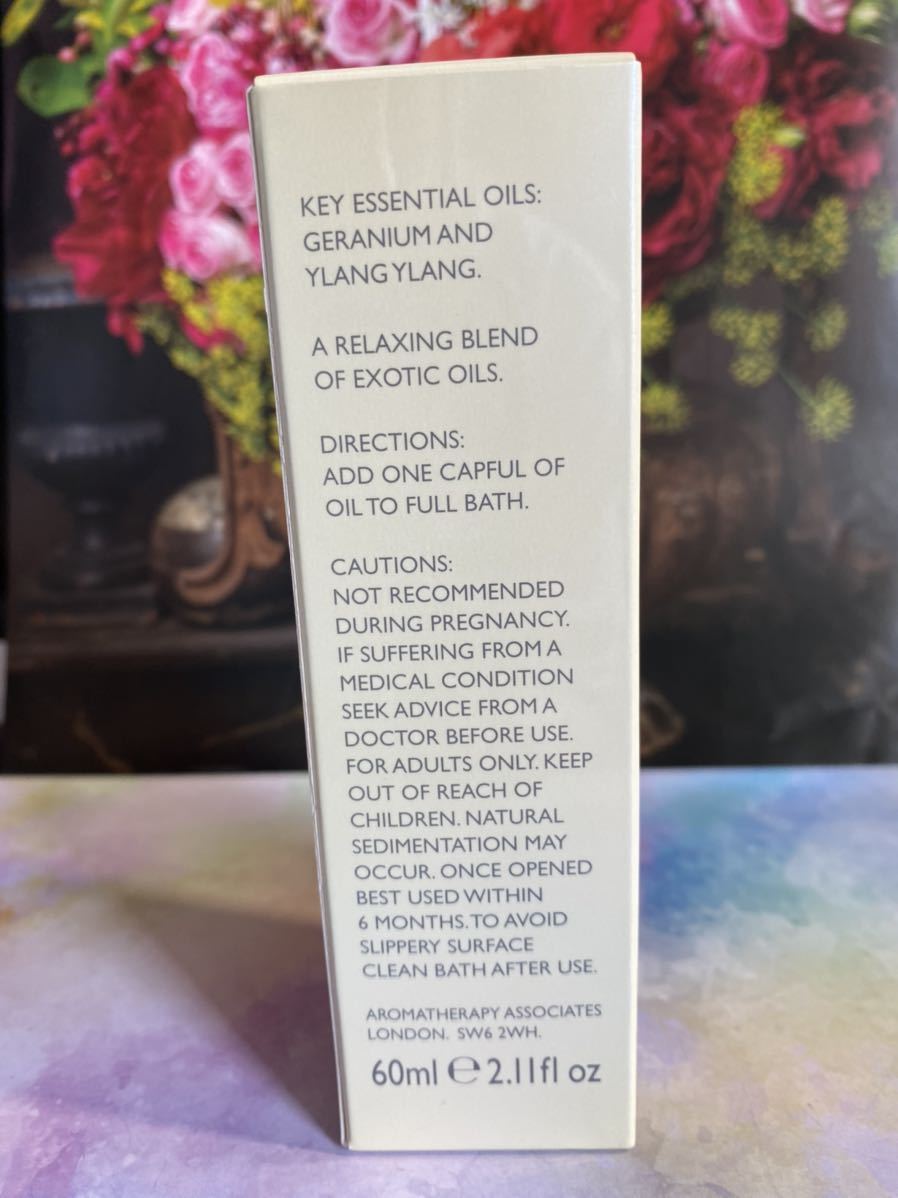 KEY ESSENTIAL OILS:
GERANIUM AND
YLANG YLANG.
A RELAXING BLEND
OF EXOTIC OILS.
DIRECTIONS:
ADD ONE CAPFUL OF
OIL TO FULL BATH.
CAUTIONS:
NOT RECOMMENDED
DURING PREGNANCY.
IF SUFFERING FROM A
MEDICAL CONDITION
SEEK ADVICE FROM A
DOCTOR BEFORE USE.
FOR ADULTS ONLY. KEEP
OUT OF REACH OF
CHILDREN. NATURAL
SEDIMENTATION MAY
OCCUR. ONCE OPENED
BEST USED WITHIN
6 MONTHS. TO AVOID
SLIPPERY SURFACE
CLEAN BATH AFTER USE.
AROMATHERAPY ASSOCIATES
LONDON. SW6 2WH.
60ml ℮ 2.11fl oz